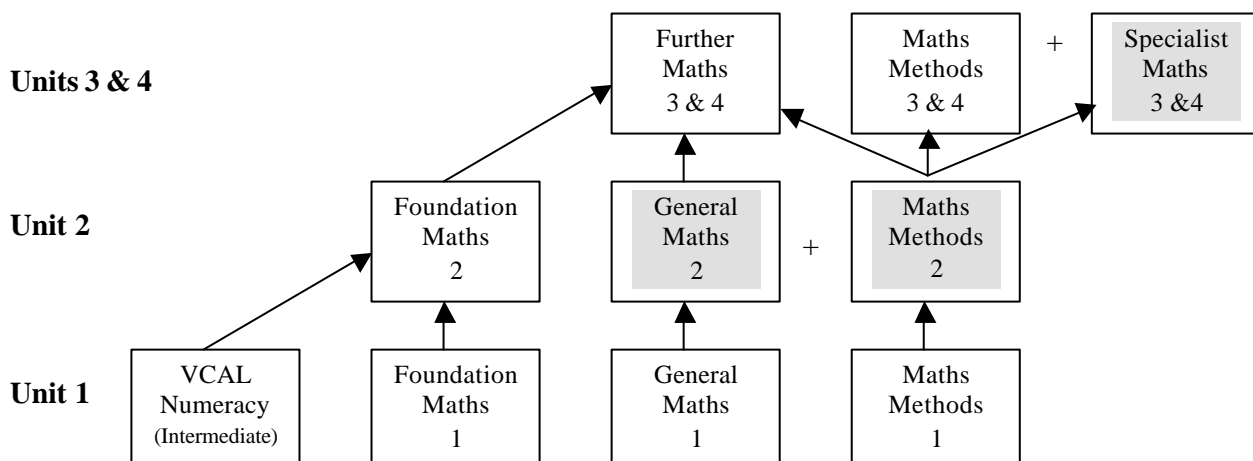 Units 3 & 4
Further
Maths
3 & 4
Maths
Methods
3 & 4
+
Specialist
Maths
3 &4
Unit 2
Foundation
Maths
2
General
Maths
2
+
Maths
Methods
2
Unit 1
VCAL
Numeracy
(Intermediate)
Foundation
Maths
1
General
Maths
1
Maths
Methods
1